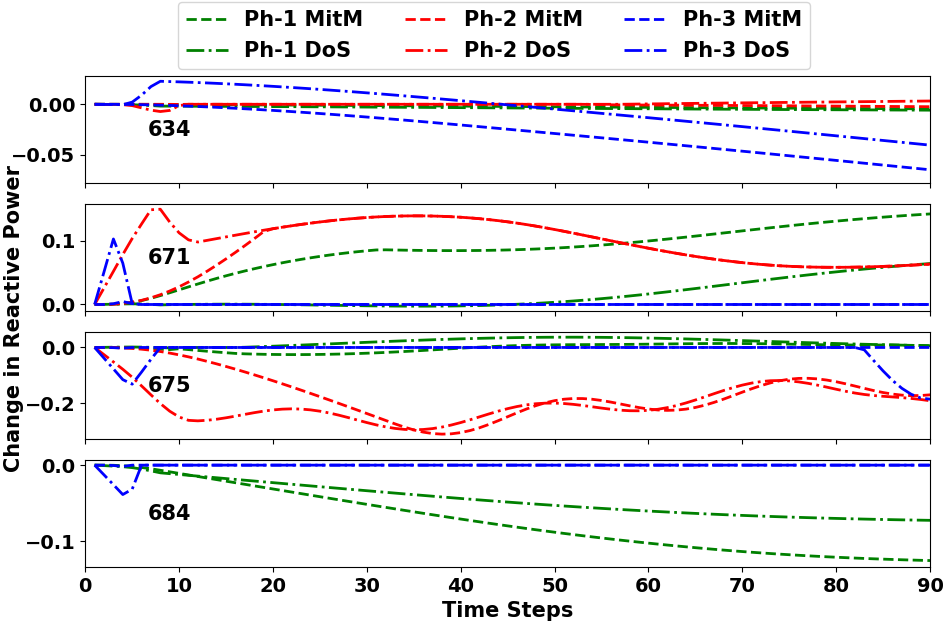 Ph-1 MitM Ph-2 MitM Ph-3 MitM
Ph-1 DoS Ph-2 DoS Ph-3 DoS
Change in Reactive Power
0.00
−0.05
634
0.1
0.0
671
0.0
−0.2
675
0.0
−0.1
684
0 10 20 30 40 50 60 70 80 90
Time Steps